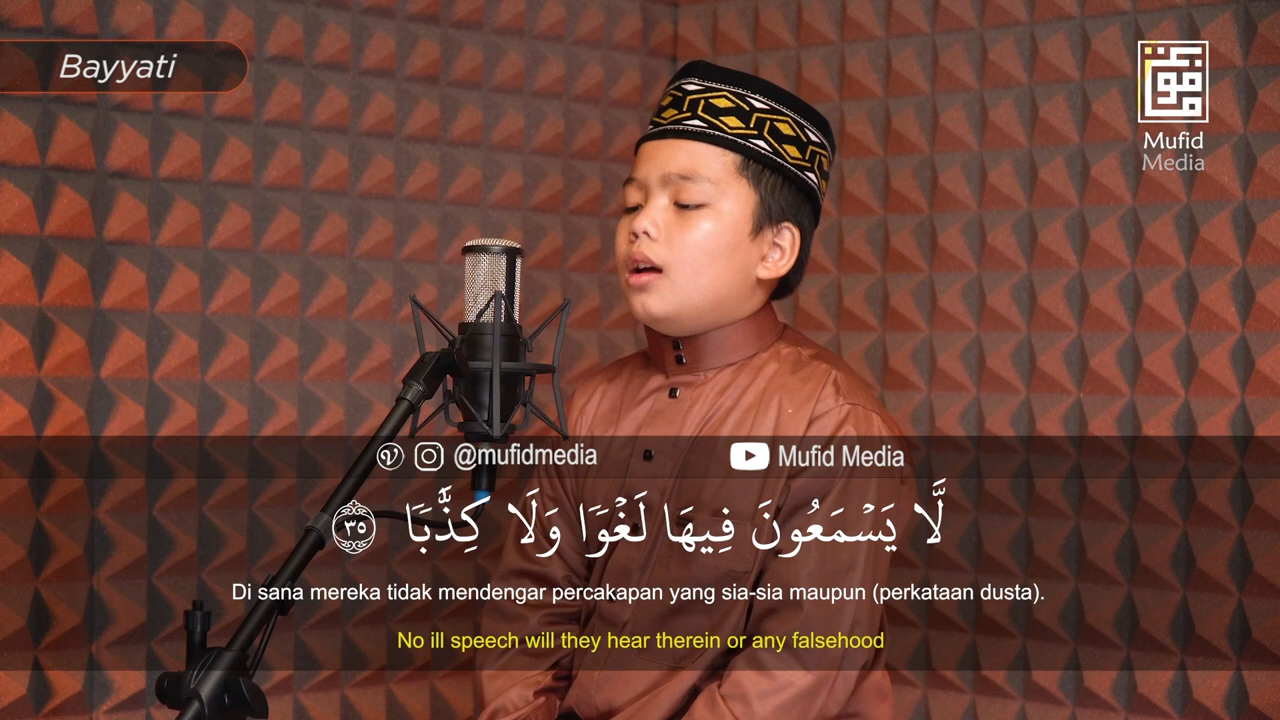 Bayyati
موفيد
Mufid
Media
@mufidmedia
Mufid Media
لَّا يَسْمَعُونَ فِيهَا لَغْوًا وَلَا كِذَّٰبًا ٣٥
Di sana mereka tidak mendengar percakapan yang sia-sia maupun (perkataan dusta).
No ill speech will they hear therein or any falsehood